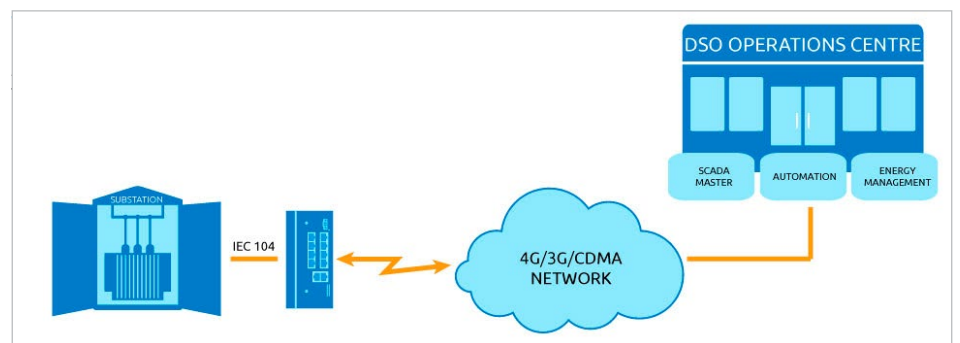 DSO OPERATIONS CENTRE
SCADA
MASTER
AUTOMATION
ENERGY
MANAGEMENT
SUBSTATION
IEC 104
4G/3G/CDMA
NETWORK